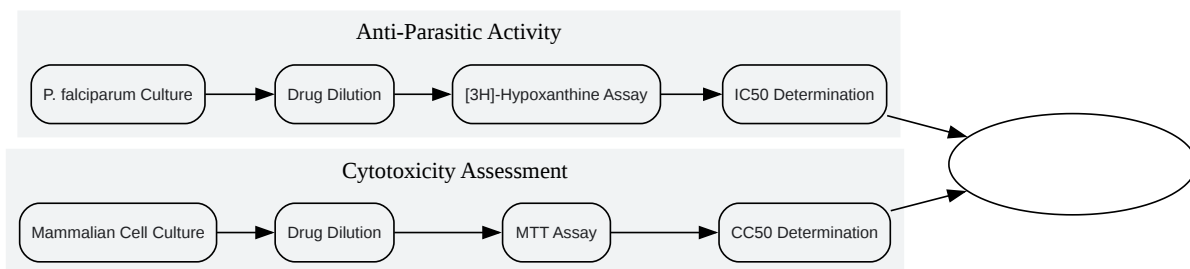 Anti-Parasitic Activity
P. falciparum Culture
Drug Dilution
[3H]-Hypoxanthine Assay
IC50 Determination
Cytotoxicity Assessment
Mammalian Cell Culture
Drug Dilution
MTT Assay
CC50 Determination